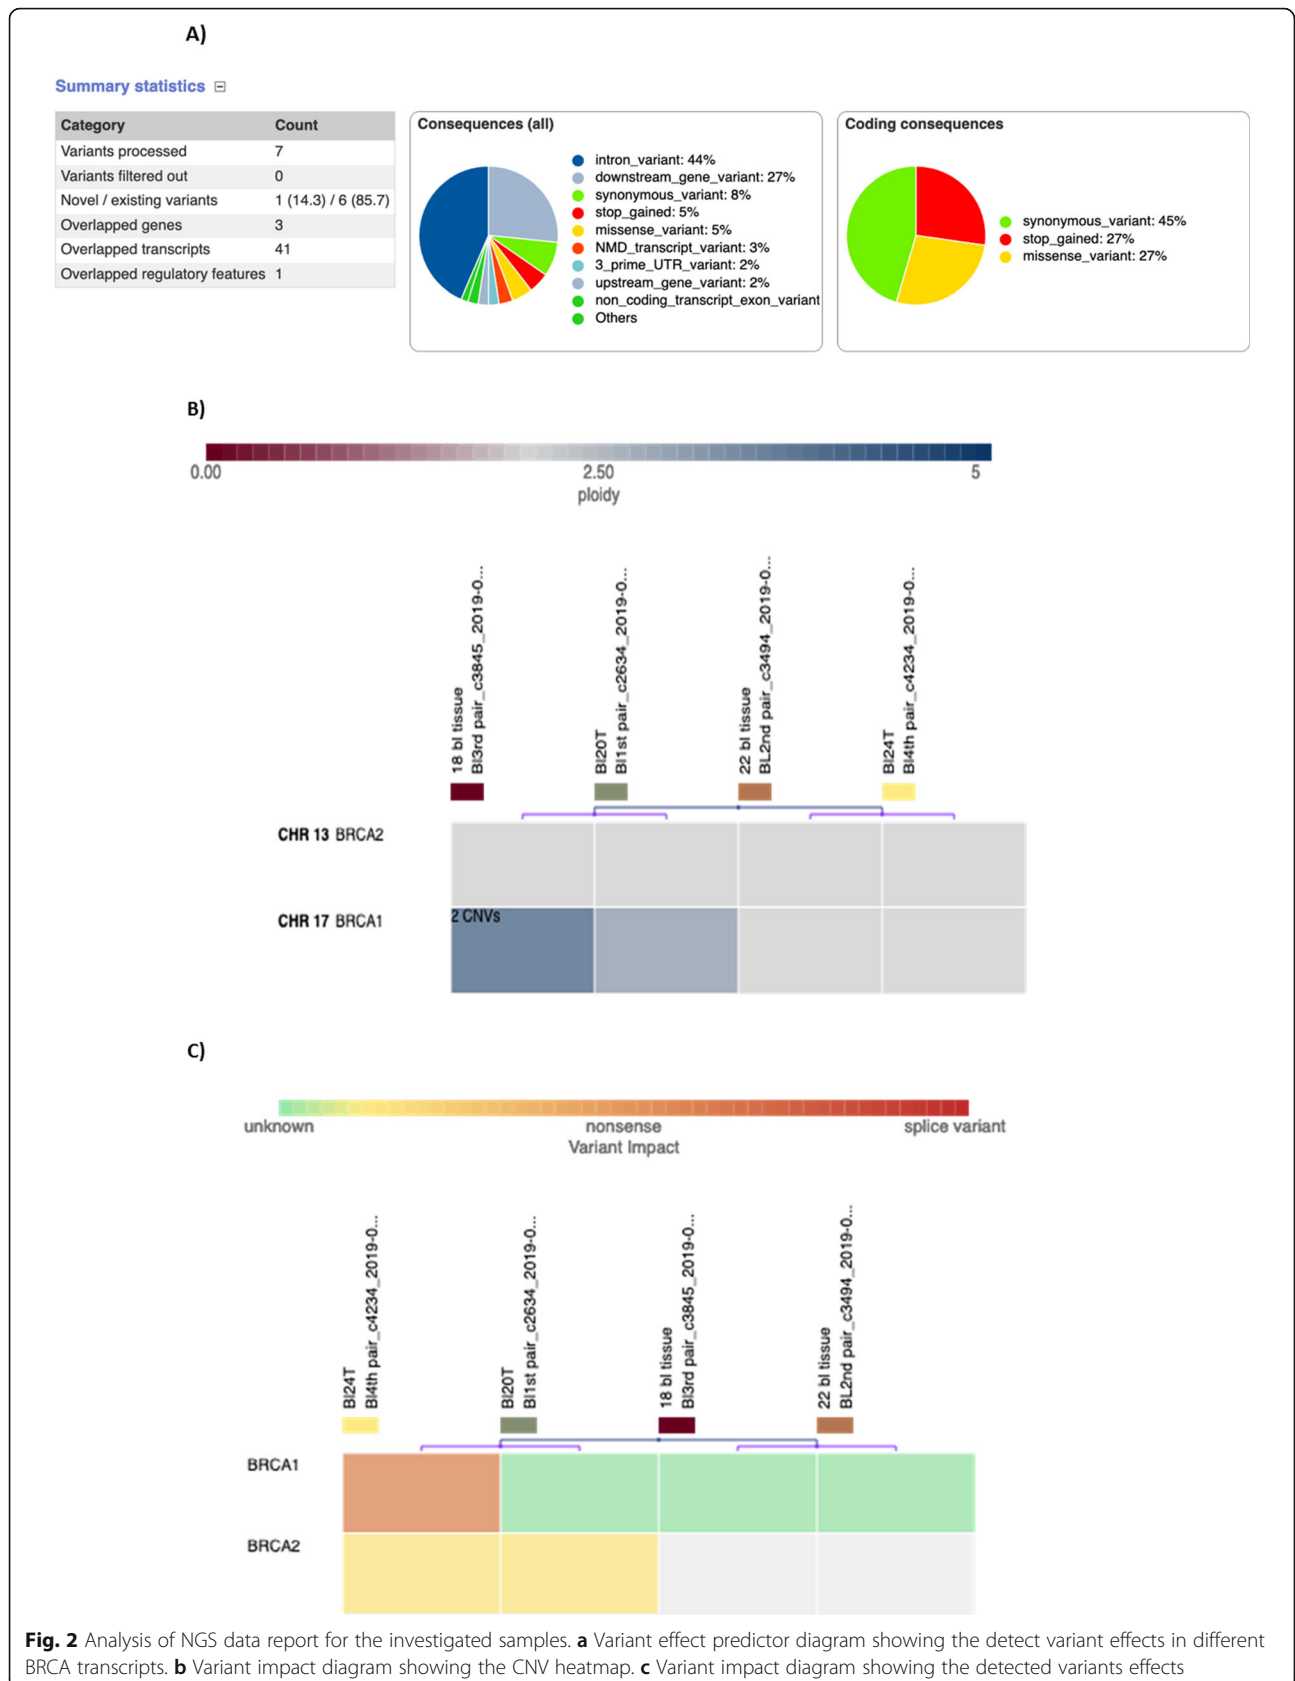 A)
Summary statistics
Category Count
Variants processed 7
Variants filtered out 0
Novel / existing variants 1 (14.3) / 6 (85.7)
Overlapped genes 3
Overlapped transcripts 41
Overlapped regulatory features 1
Consequences (all)
intron_variant: 44%
downstream_gene_variant: 27%
synonymous_variant: 8%
stop_gained: 5%
missense_variant: 5%
NMD_transcript_variant: 3%
3_prime_UTR_variant: 2%
upstream_gene_variant: 2%
non_coding_transcript_exon_variant
Others
Coding consequences
synonymous_variant: 45%
stop_gained: 27%
missense_variant: 27%
B)
0.00 2.50 5
ploidy
18 bl tissue
Bl3rd pair_c3845_2019-0...
Bl20T
Bl1st pair_c2634_2019-0...
22 bl tissue
BL2nd pair_c3494_2019-0...
Bl24T
Bl4th pair_c4234_2019-0...
CHR 13 BRCA2
CHR 17 BRCA1
2 CNVs
C)
unknown nonsense splice variant
Variant Impact
Bl24T
Bl4th pair_c4234_2019-0...
Bl20T
Bl1st pair_c2634_2019-0...
18 bl tissue
Bl3rd pair_c3845_2019-0...
22 bl tissue
BL2nd pair_c3494_2019-0...
BRCA1
BRCA2
Fig. 2 Analysis of NGS data report for the investigated samples. a Variant effect predictor diagram showing the detect variant effects in different
BRCA transcripts. b Variant impact diagram showing the CNV heatmap. c Variant impact diagram showing the detected variants effects